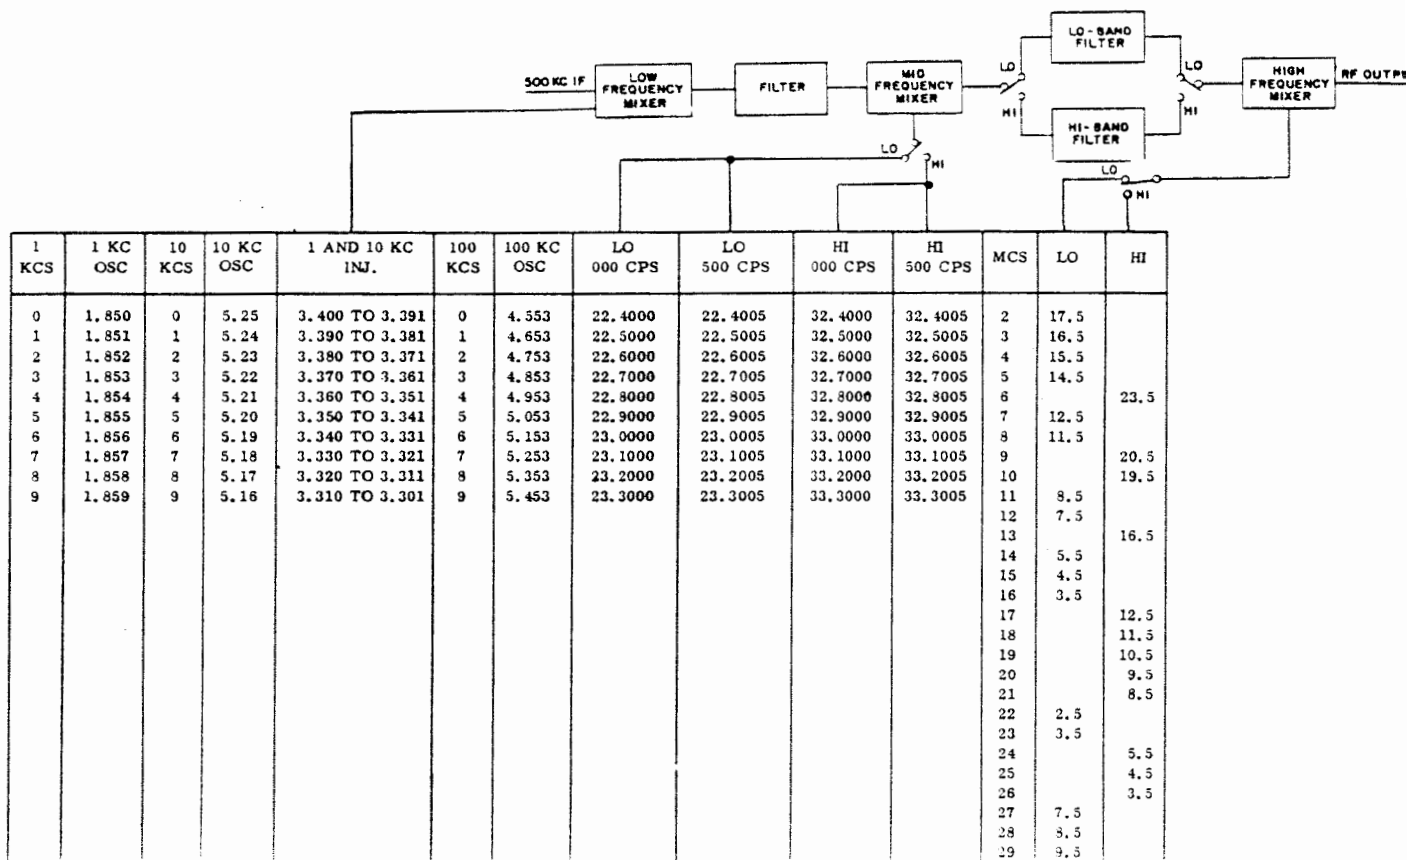 LO-BAND
FILTER
LO
LO
500 KC IF
LOW
FREQUENCY
MIXER
FILTER
MID
FREQUENCY
MIXER
HIGH
FREQUENCY
MIXER
RF OUTPU
HI
HI
HI-BAND
FILTER
LO
HI
LO
HI
1 KCS | 1 KC OSC | 10 KCS | 10 KC OSC | 1 AND 10 KC INJ. | 100 KCS | 100 KC OSC | LO 000 CPS | LO 500 CPS | HI 000 CPS | HI 500 CPS | MCS | LO | HI
0 1.850 0 5.25 3.400 TO 3.391 0 4.553 22.4000 22.4005 32.4000 32.4005 2 17.5
1 1.851 1 5.24 3.390 TO 3.381 1 4.653 22.5000 22.5005 32.5000 32.5005 3 16.5
2 1.852 2 5.23 3.380 TO 3.371 2 4.753 22.6000 22.6005 32.6000 32.6005 4 15.5
3 1.853 3 5.22 3.370 TO 3.361 3 4.853 22.7000 22.7005 32.7000 32.7005 5 14.5
4 1.854 4 5.21 3.360 TO 3.351 4 4.953 22.8000 22.8005 32.8000 32.8005 6 23.5
5 1.855 5 5.20 3.350 TO 3.341 5 5.053 22.9000 22.9005 32.9000 32.9005 7 12.5
6 1.856 6 5.19 3.340 TO 3.331 6 5.153 23.0000 23.0005 33.0000 33.0005 8 11.5
7 1.857 7 5.18 3.330 TO 3.321 7 5.253 23.1000 23.1005 33.1000 33.1005 9 20.5
8 1.858 8 5.17 3.320 TO 3.311 8 5.353 23.2000 23.2005 33.2000 33.2005 10 19.5
9 1.859 9 5.16 3.310 TO 3.301 9 5.453 23.3000 23.3005 33.3000 33.3005 11 8.5
12 7.5
13 16.5
14 5.5
15 4.5
16 3.5
17 12.5
18 11.5
19 10.5
20 9.5
21 8.5
22 2.5
23 3.5
24 5.5
25 4.5
26 3.5
27 7.5
28 8.5
29 9.5